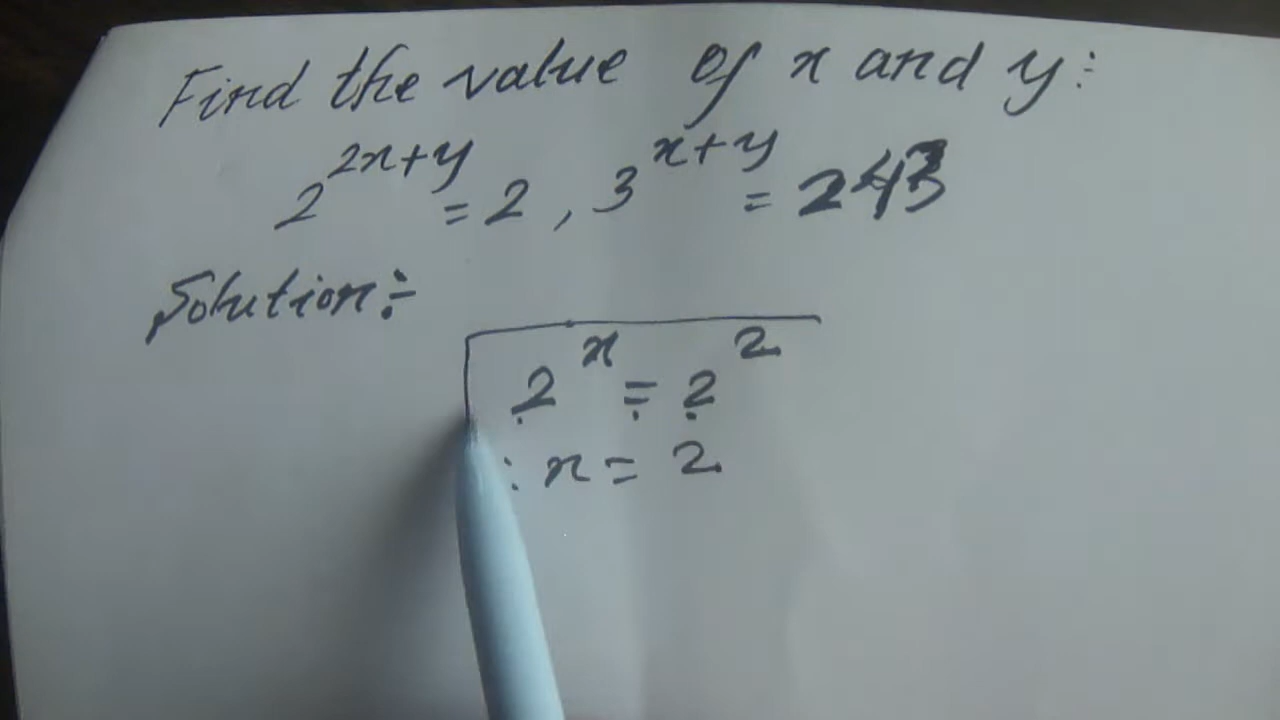 Find the value of x and y:
2^{2x+y} = 2 , 3^{x+y} = 243
Solution:-
2^x = 2^2
: x = 2